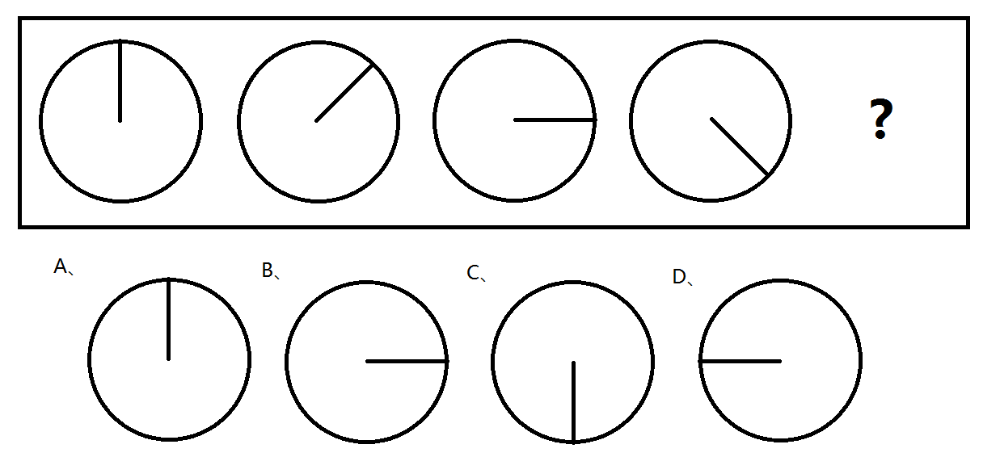 ?
A、
B、
C、
D、